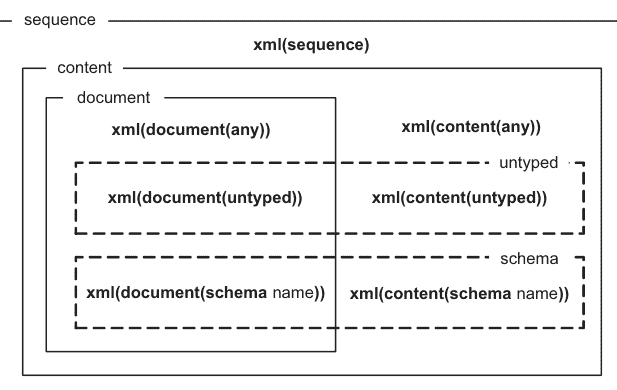 sequence
xml(sequence)
content
document
xml(document(any))
xml(content(any))
untyped
xml(document(untyped))
xml(content(untyped))
schema
xml(document(schema name))
xml(content(schema name))